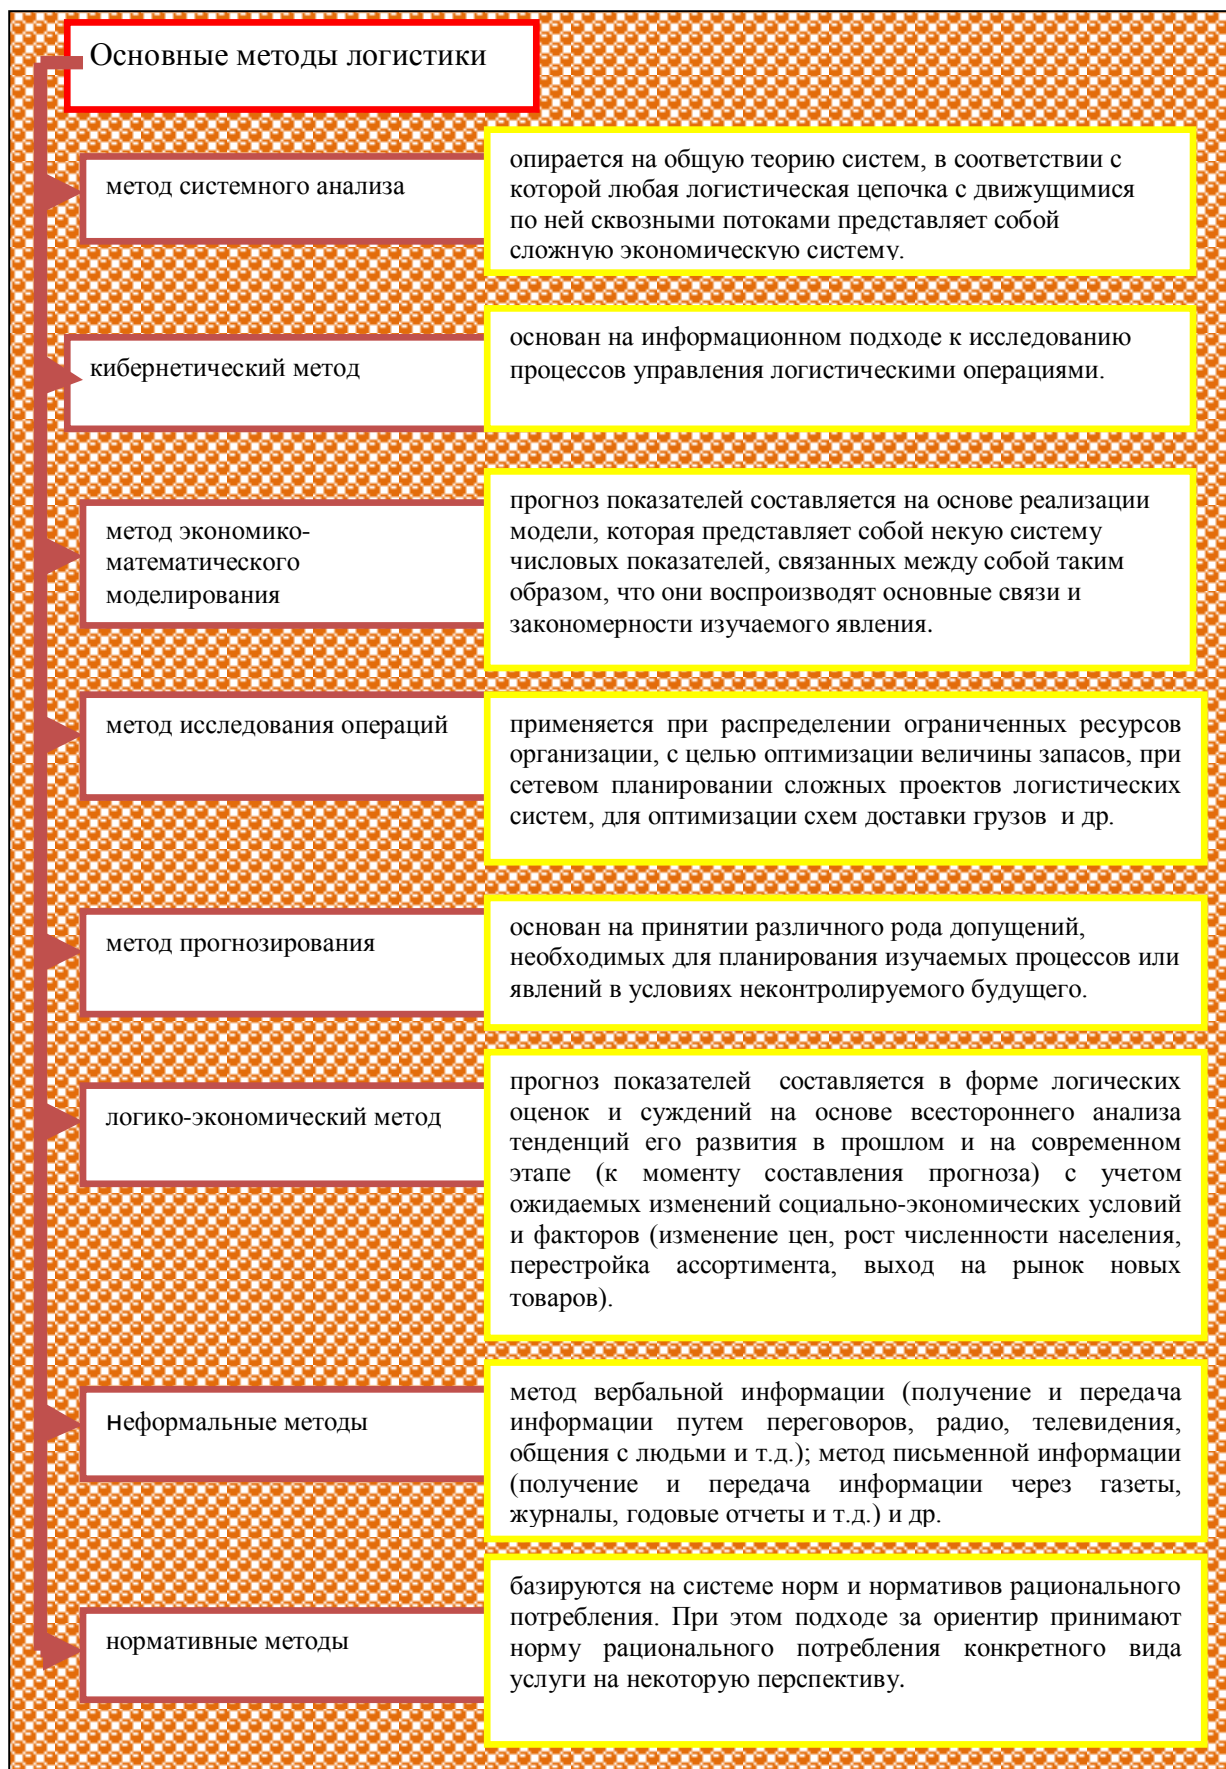 Основные методы логистики
метод системного анализа
опирается на общую теорию систем, в соответствии с
которой любая логистическая цепочка с движущимися
по ней сквозными потоками представляет собой
сложную экономическую систему.
кибернетический метод
основан на информационном подходе к исследованию
процессов управления логистическими операциями.
метод экономико-
математического
моделирования
прогноз показателей составляется на основе реализации
модели, которая представляет собой некую систему
числовых показателей, связанных между собой таким
образом, что они воспроизводят основные связи и
закономерности изучаемого явления.
метод исследования операций
применяется при распределении ограниченных ресурсов
организации, с целью оптимизации величины запасов, при
сетевом планировании сложных проектов логистических
систем, для оптимизации схем доставки грузов и др.
метод прогнозирования
основан на принятии различного рода допущений,
необходимых для планирования изучаемых процессов или
явлений в условиях неконтролируемого будущего.
логико-экономический метод
прогноз показателей составляется в форме логических
оценок и суждений на основе всестороннего анализа
тенденций его развития в прошлом и на современном
этапе (к моменту составления прогноза) с учетом
ожидаемых изменений социально-экономических условий
и факторов (изменение цен, рост численности населения,
перестройка ассортимента, выход на рынок новых
товаров).
неформальные методы
метод вербальной информации (получение и передача
информации путем переговоров, радио, телевидения,
общения с людьми и т.д.); метод письменной информации
(получение и передача информации через газеты,
журналы, годовые отчеты и т.д.) и др.
нормативные методы
базируются на системе норм и нормативов рационального
потребления. При этом подходе за ориентир принимают
норму рационального потребления конкретного вида
услуги на некоторую перспективу.